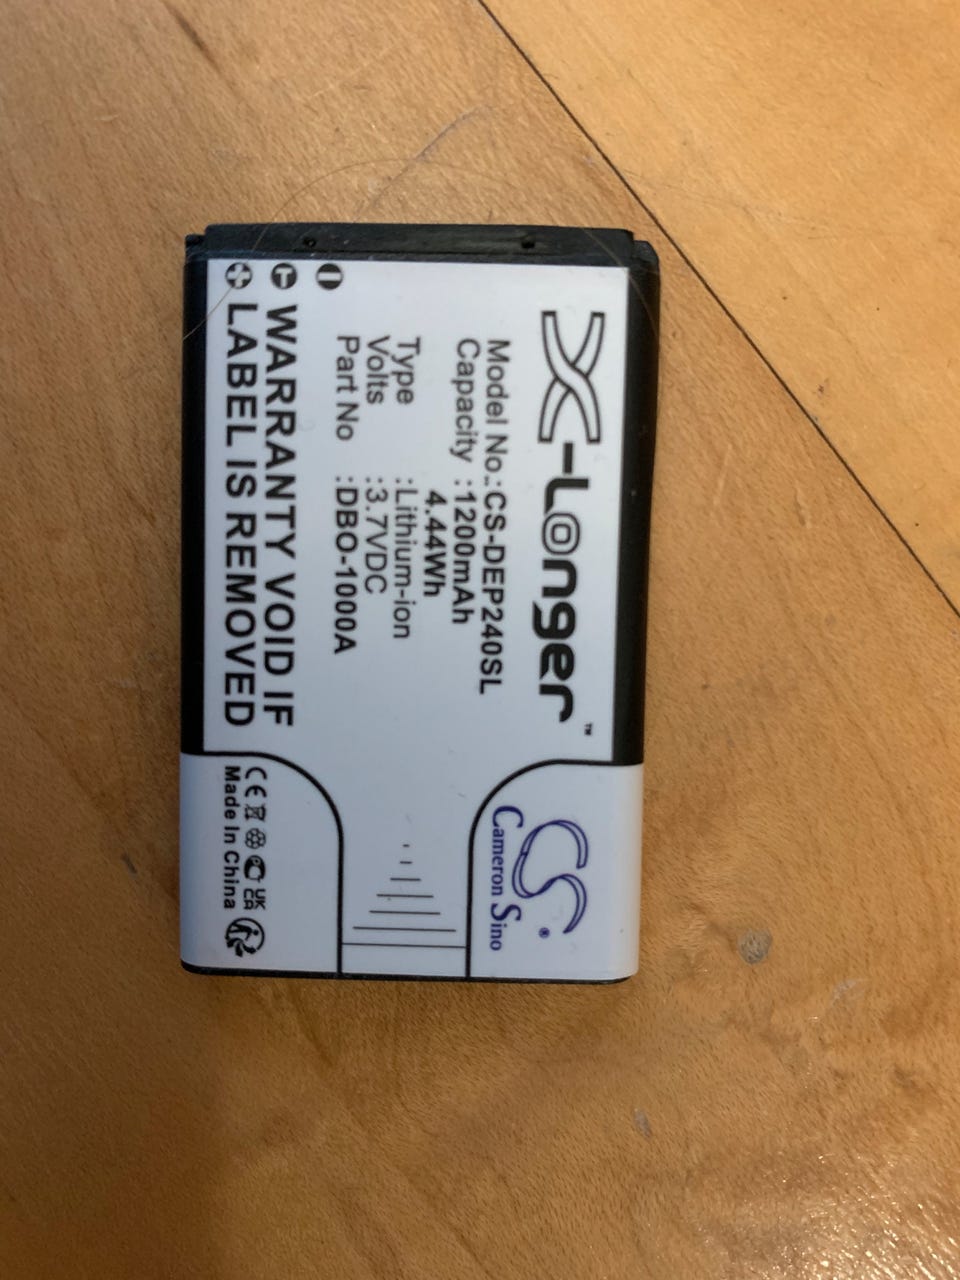 X-Longer™
Model No.:CS-DEP240SL
Capacity :1200mAh
4.44Wh
Type :Lithium-ion
Volts :3.7VDC
Part No :DBO-1000A
WARRANTY VOID IF
LABEL IS REMOVED
CS®
Cameron Sino
CE UK CA
Made In China